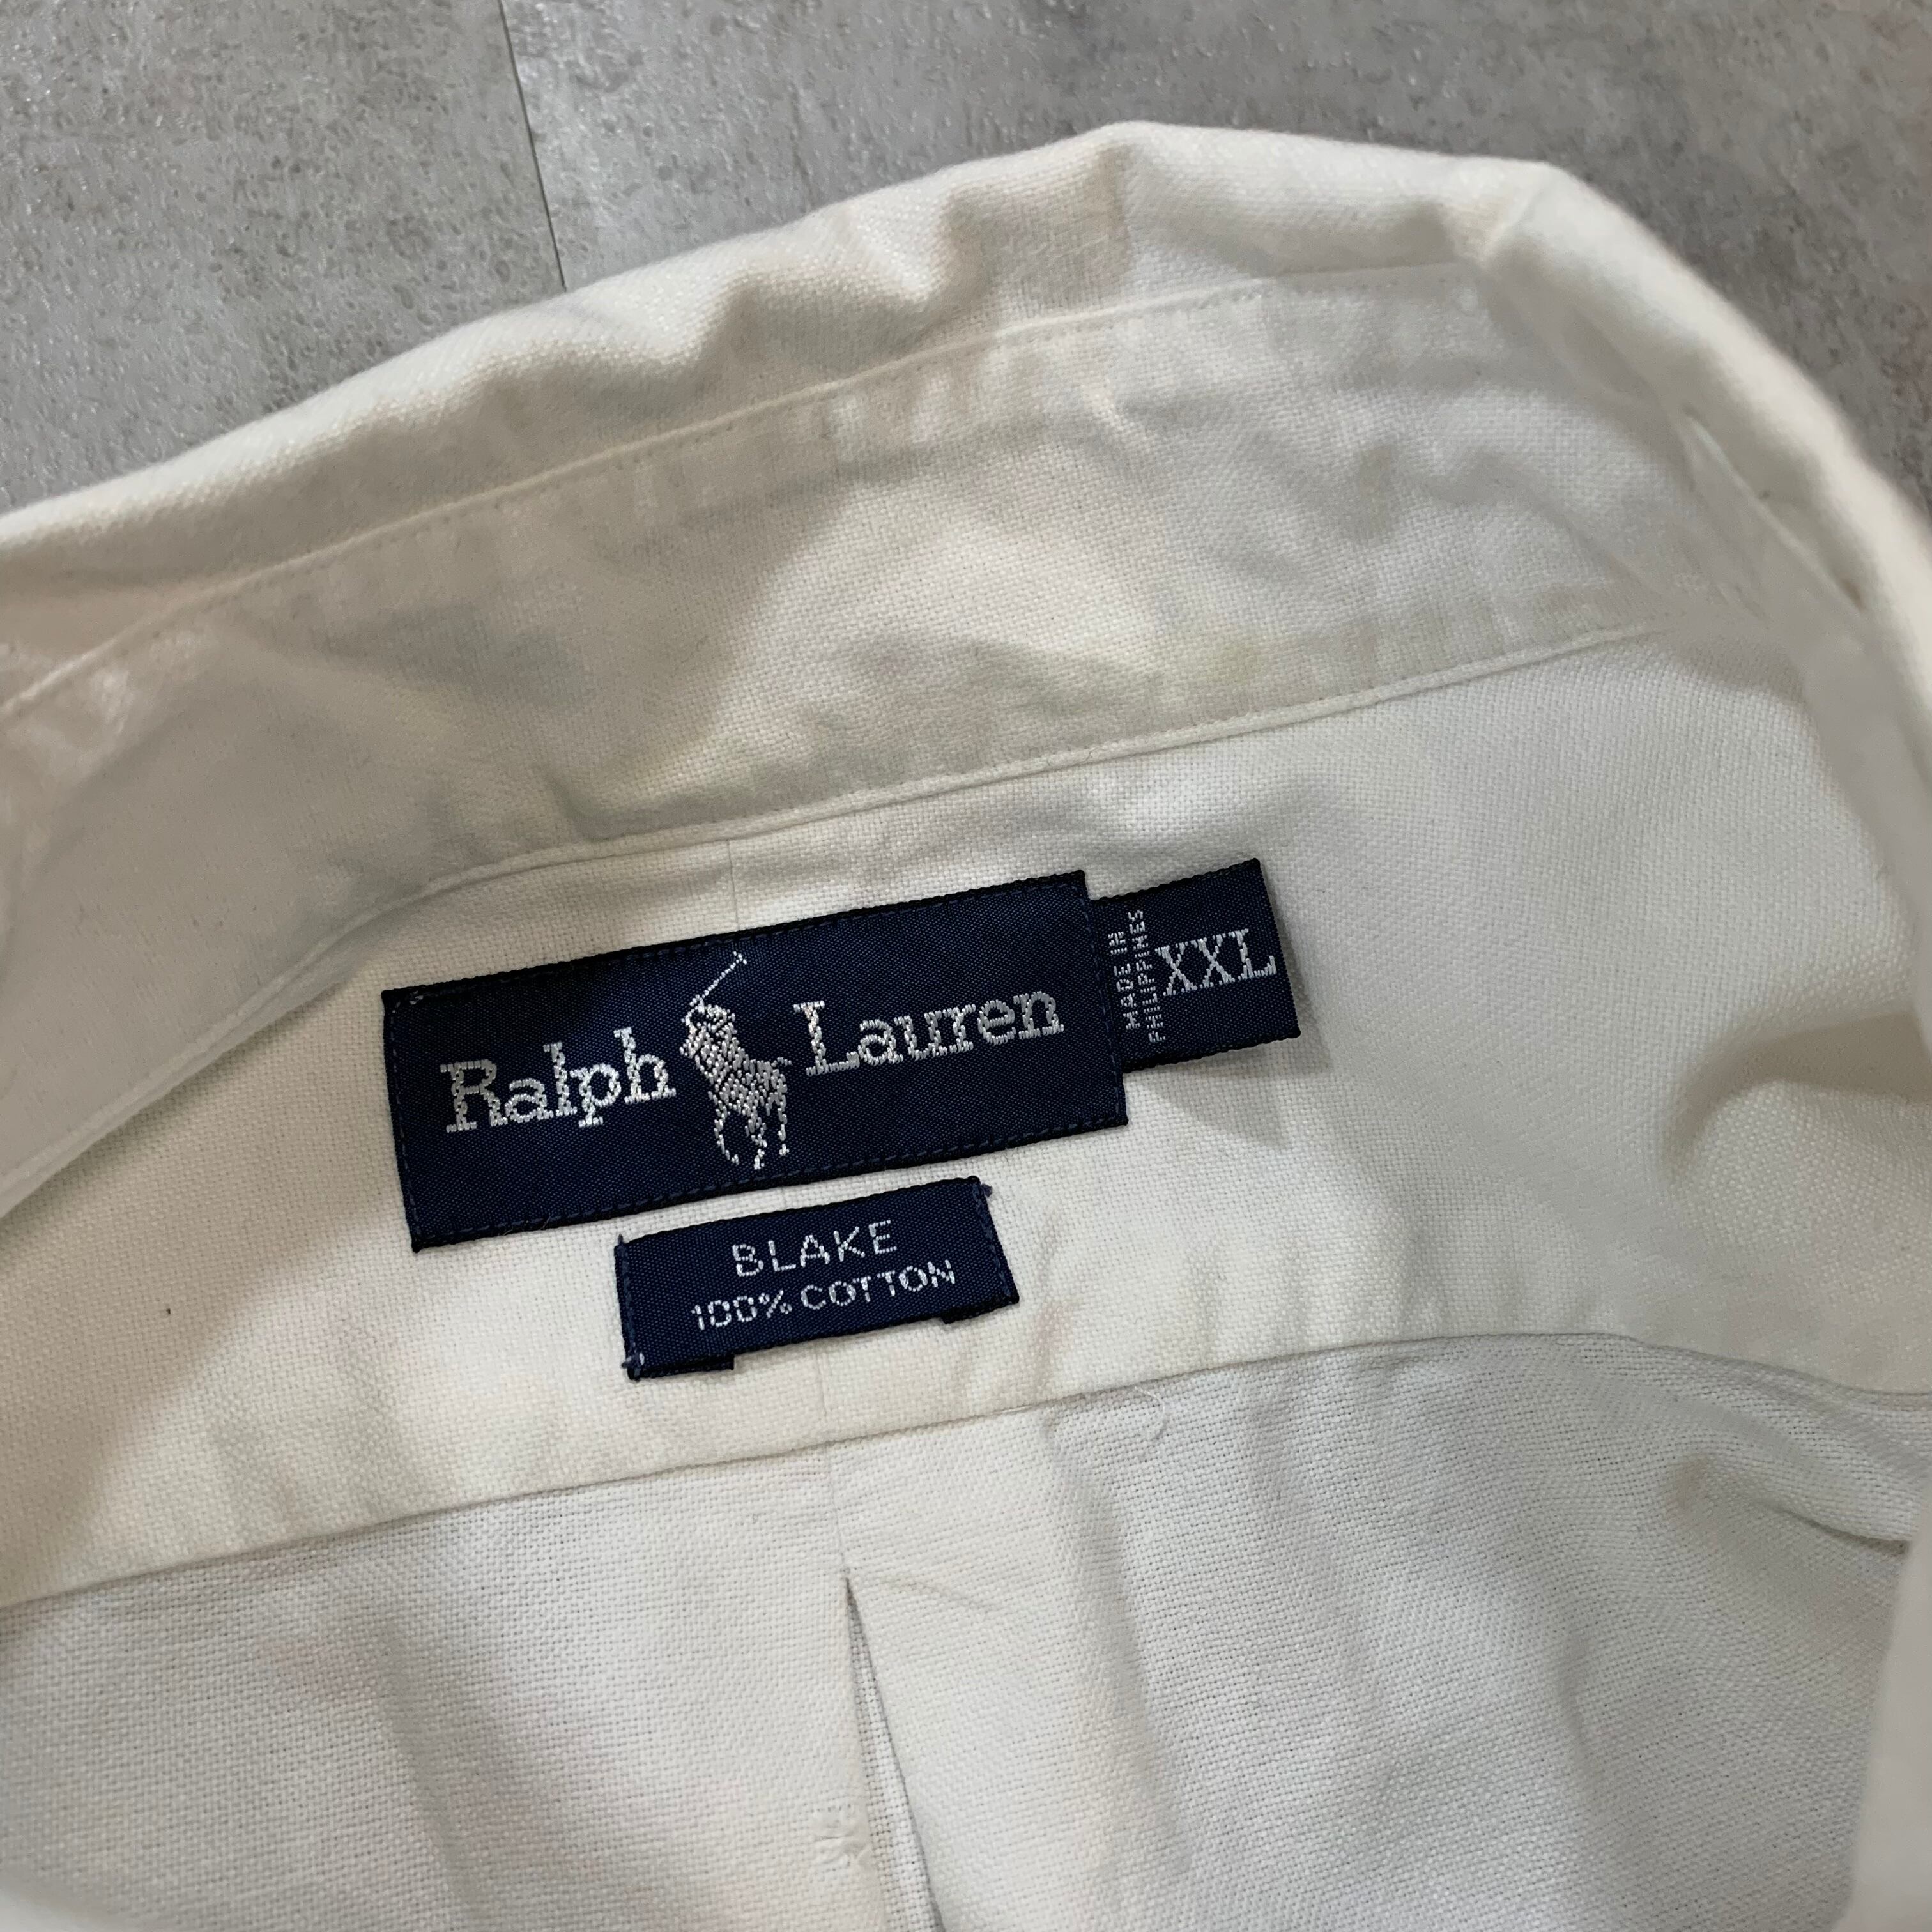 Ralph Lauren
MADE IN
PHILIPPINES
XXL
BLAKE
100% COTTON